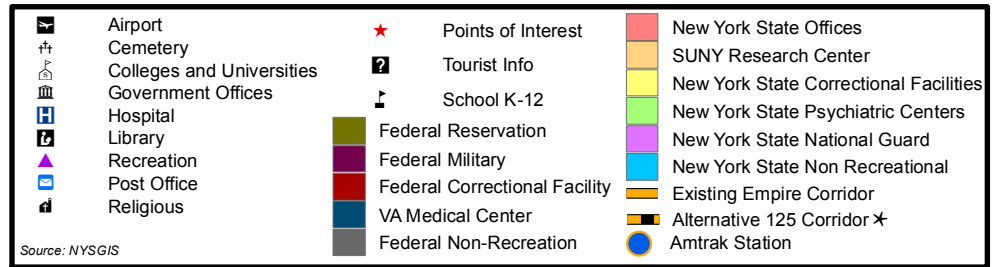 Airport
Cemetery
Colleges and Universities
Government Offices
Hospital
Library
Recreation
Post Office
Religious
Source: NYSGIS
Points of Interest
? Tourist Info
School K-12
Federal Reservation
Federal Military
Federal Correctional Facility
VA Medical Center
Federal Non-Recreation
New York State Offices
SUNY Research Center
New York State Correctional Facilities
New York State Psychiatric Centers
New York State National Guard
New York State Non Recreational
Existing Empire Corridor
Alternative 125 Corridor *
Amtrak Station